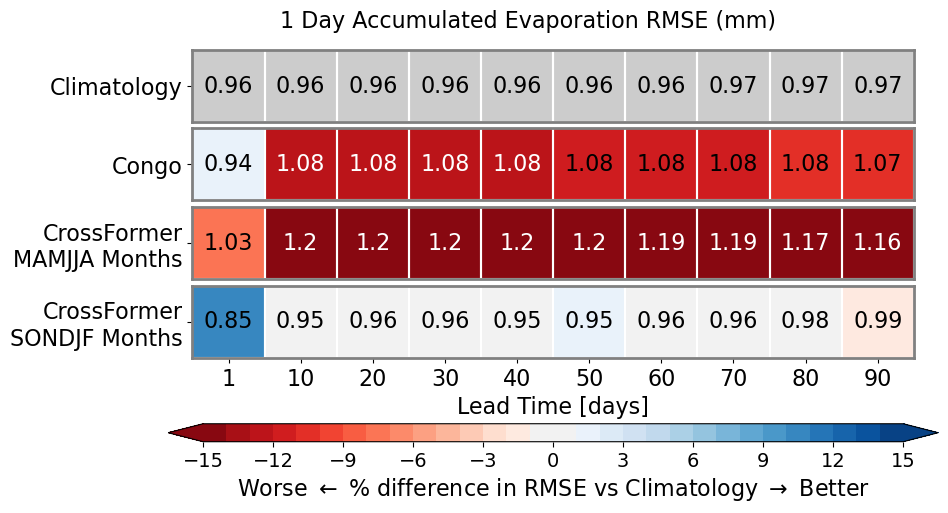 1 Day Accumulated Evaporation RMSE (mm)
Climatology 0.96 0.96 0.96 0.96 0.96 0.96 0.96 0.97 0.97 0.97
Congo 0.94 1.08 1.08 1.08 1.08 1.08 1.08 1.08 1.08 1.07
CrossFormer
MAMJJA Months 1.03 1.2 1.2 1.2 1.2 1.2 1.19 1.19 1.17 1.16
CrossFormer
SONDJF Months 0.85 0.95 0.96 0.96 0.95 0.95 0.96 0.96 0.98 0.99
1 10 20 30 40 50 60 70 80 90
Lead Time [days]
−15 −12 −9 −6 −3 0 3 6 9 12 15
Worse ← % difference in RMSE vs Climatology → Better